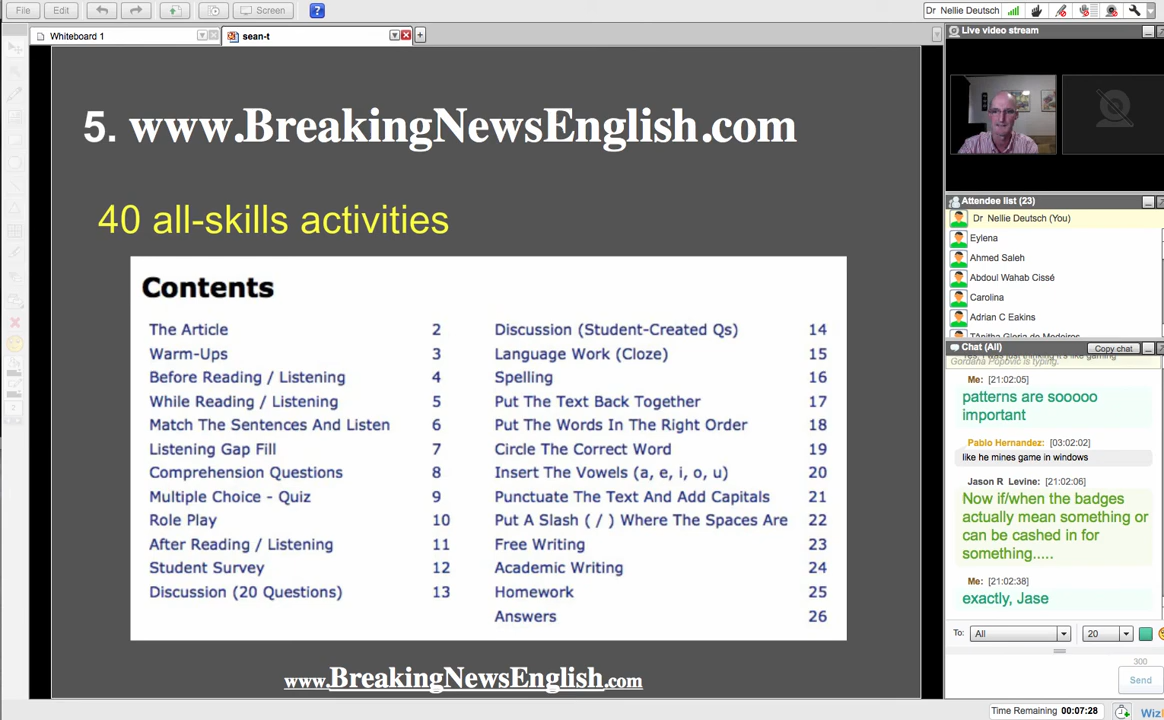 File
Edit
Screen
?
Dr Nellie Deutsch
Whiteboard 1
sean-t
5. www.BreakingNewsEnglish.com
40 all-skills activities
Contents
The Article 2
Warm-Ups 3
Before Reading / Listening 4
While Reading / Listening 5
Match The Sentences And Listen 6
Listening Gap Fill 7
Comprehension Questions 8
Multiple Choice - Quiz 9
Role Play 10
After Reading / Listening 11
Student Survey 12
Discussion (20 Questions) 13
Discussion (Student-Created Qs) 14
Language Work (Cloze) 15
Spelling 16
Put The Text Back Together 17
Put The Words In The Right Order 18
Circle The Correct Word 19
Insert The Vowels (a, e, i, o, u) 20
Punctuate The Text And Add Capitals 21
Put A Slash ( / ) Where The Spaces Are 22
Free Writing 23
Academic Writing 24
Homework 25
Answers 26
www.BreakingNewsEnglish.com
Live video stream
Attendee list (23)
Dr Nellie Deutsch (You)
Eylena
Ahmed Saleh
Abdoul Wahab Cissé
Carolina
Adrian C Eakins
Chat (All)
Copy chat
Gordana Popovic is typing.
Me: [21:02:05]
patterns are sooooo
important
Pablo Hernandez: [03:02:02]
like he mines game in windows
Jason R Levine: [21:02:06]
Now if/when the badges
actually mean something or
can be cashed in for
something.....
Me: [21:02:38]
exactly, Jase
To: All 20
300
Send
Time Remaining 00:07:28
Wiz